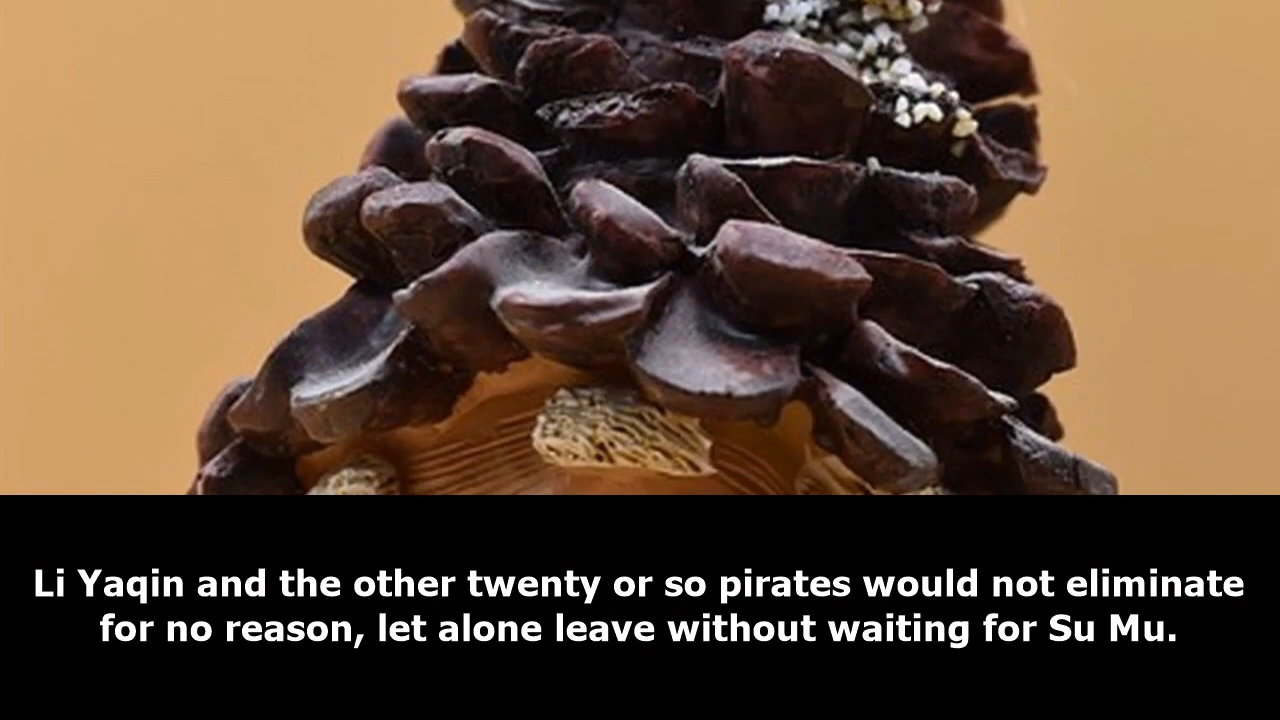 Li Yaqin and the other twenty or so pirates would not eliminate
for no reason, let alone leave without waiting for Su Mu.